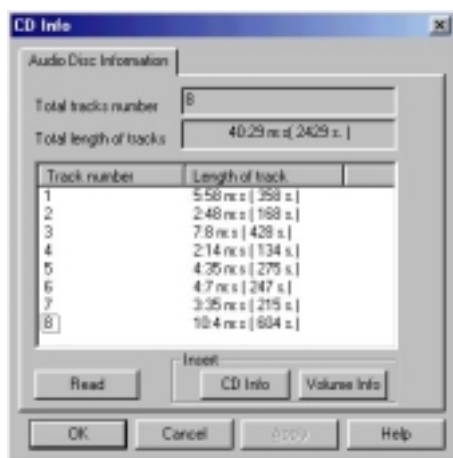 CD Info
Audio Disc Information
Total tracks number 8
Total length of tracks 40:29 m:s( 2429 s. )
Track number Length of track
1 5:58 m:s ( 358 s.)
2 2:48 m:s ( 168 s.)
3 7:8 m:s ( 428 s.)
4 2:14 m:s ( 134 s.)
5 4:35 m:s ( 275 s.)
6 4:7 m:s ( 247 s.)
7 3:35 m:s ( 215 s.)
8 10:4 m:s ( 604 s.)
Insert
Read CD Info Volume Info
OK Cancel Apply Help